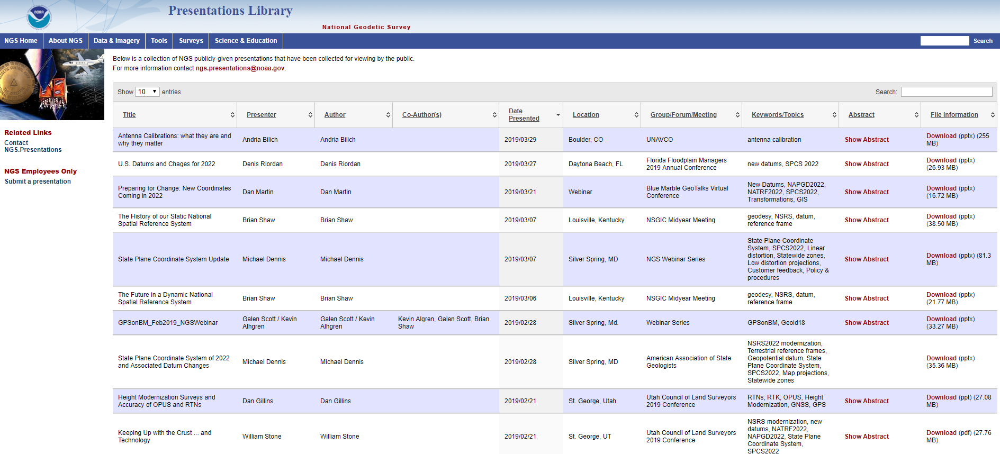 NOAA
Presentations Library
National Geodetic Survey
NGS Home
About NGS
Data & Imagery
Tools
Surveys
Science & Education
Search
Related Links
Contact
NGS.Presentations
NGS Employees Only
Submit a presentation
Below is a collection of NGS publicly-given presentations that have been collected for viewing by the public.
For more information contact ngs.presentations@noaa.gov.
Show 10 entries
Search:
Title
Presenter
Author
Co-Author(s)
Date
Presented
Location
Group/Forum/Meeting
Keywords/Topics
Abstract
File Information
Antenna Calibrations: what they are and
why they matter
Andria Bilich
Andria Bilich
2019/03/29
Boulder, CO
UNAVCO
antenna calibration
Show Abstract
Download (pptx) (255
MB)
U.S. Datums and Chages for 2022
Denis Riordan
Denis Riordan
2019/03/27
Daytona Beach, FL
Florida Floodplain Managers
2019 Annual Conference
new datums, SPCS 2022
Show Abstract
Download (pptx)
(26.93 MB)
Preparing for Change: New Coordinates
Coming in 2022
Dan Martin
Dan Martin
2019/03/21
Webinar
Blue Marble GeoTalks Virtual
Conference
New Datums, NAPGD2022,
NATRF2022, SPCS2022,
Transformations, GIS
Show Abstract
Download (pptx)
(16.72 MB)
The History of our Static National
Spatial Reference System
Brian Shaw
Brian Shaw
2019/03/07
Louisville, Kentucky
NSGIC Midyear Meeting
geodesy, NSRS, datum,
reference frame
Show Abstract
Download (pptx)
(38.50 MB)
State Plane Coordinate System Update
Michael Dennis
Michael Dennis
2019/03/07
Silver Spring, MD
NGS Webinar Series
State Plane Coordinate
System, SPCS2022, Linear
distortion, Statewide zones,
Low distortion projections,
Customer feedback, Policy &
procedures
Show Abstract
Download (pptx) (81.3
MB)
The Future in a Dynamic National
Spatial Reference System
Brian Shaw
Brian Shaw
2019/03/06
Louisville, Kentucky
NSGIC Midyear Meeting
geodesy, NSRS, datum,
reference frame
Show Abstract
Download (pptx)
(21.77 MB)
GPSonBM_Feb2019_NGSWebinar
Galen Scott / Kevin
Alhgren
Galen Scott / Kevin
Alhgren
Kevin Algren, Galen Scott, Brian
Shaw
2019/02/28
Silver Spring, Md.
Webinar Series
GPSonBM, Geoid18
Show Abstract
Download (pptx)
(33.27 MB)
State Plane Coordinate System of 2022
and Associated Datum Changes
Michael Dennis
Michael Dennis
2019/02/28
Silver Spring, MD
American Association of State
Geologists
NSRS2022 modernization,
Terrestrial reference frames,
Geopotential datum, State
Plane Coordinate System,
SPCS2022, Map projections,
Statewide zones
Download (pptx)
(35.36 MB)
Height Modernization Surveys and
Accuracy of OPUS and RTNs
Dan Gillins
Dan Gillins
2019/02/21
St. George, Utah
Utah Council of Land Surveyors
2019 Conference
RTNs, RTK, OPUS, Height
Modernization, GNSS, GPS
Show Abstract
Download (ppt) (27.08
MB)
Keeping Up with the Crust ... and
Technology
William Stone
William Stone
2019/02/21
St. George, UT
Utah Council of Land Surveyors
2019 Conference
NSRS modernization, new
datums, NATRF2022,
NAPGD2022, State Plane
Coordinate System,
SPCS2022
Show Abstract
Download (pdf) (27.76
MB)